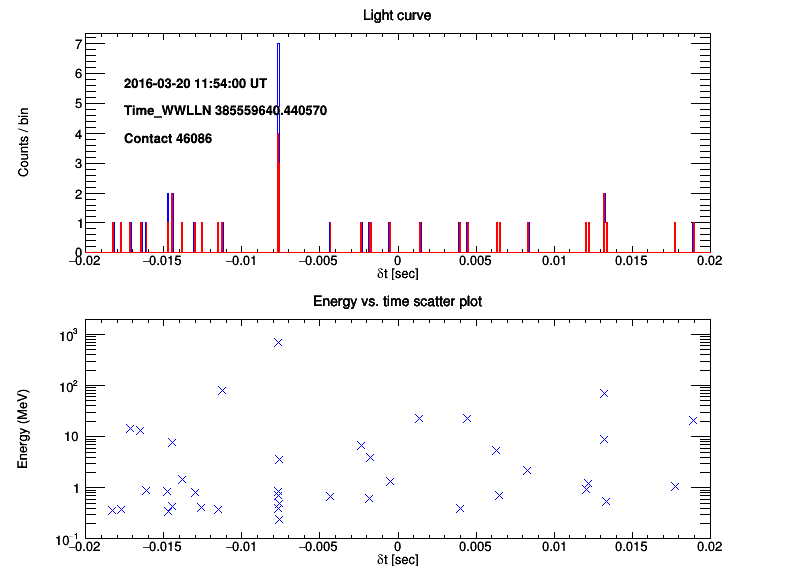 Light curve
Counts / bin
7
6
5
4
3
2
1
0
2016-03-20 11:54:00 UT
Time_WWLLN 385559640.440570
Contact 46086
−0.02 −0.015 −0.01 −0.005 0 0.005 0.01 0.015 0.02
δt [sec]
Energy vs. time scatter plot
Energy (MeV)
10³
10²
10
1
10⁻¹
−0.02 −0.015 −0.01 −0.005 0 0.005 0.01 0.015 0.02
δt [sec]